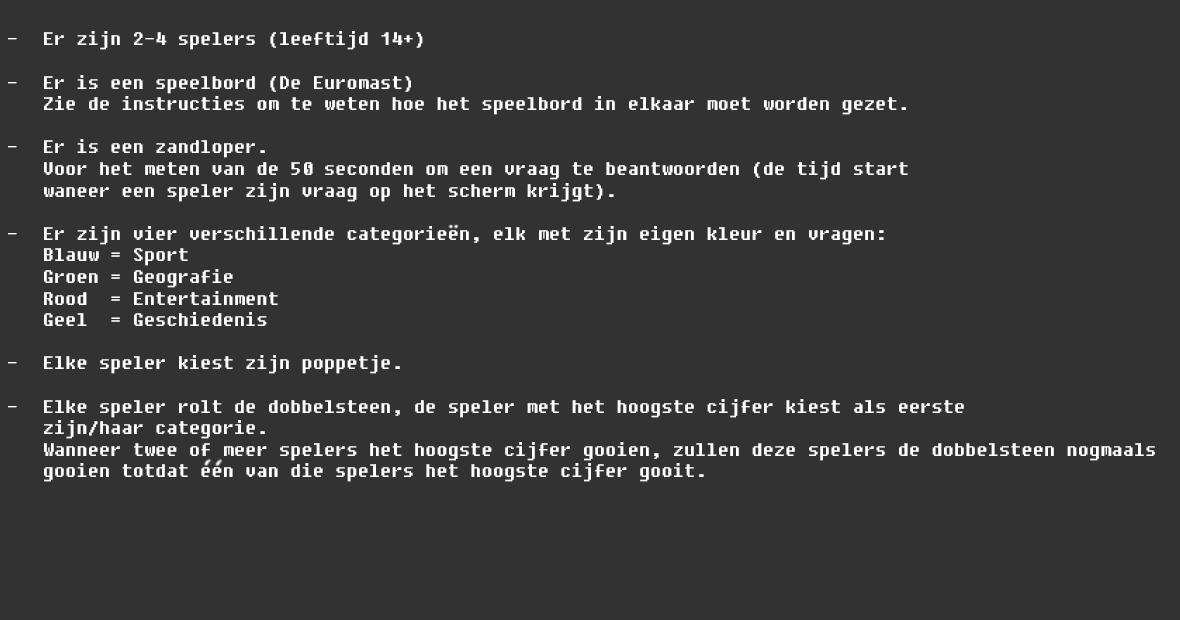 - Er zijn 2-4 spelers (leeftijd 14+)
- Er is een speelbord (De Euromast)
Zie de instructies om te weten hoe het speelbord in elkaar moet worden gezet.
- Er is een zandloper.
Voor het meten van de 50 seconden om een vraag te beantwoorden (de tijd start
waneer een speler zijn vraag op het scherm krijgt).
- Er zijn vier verschillende categorieën, elk met zijn eigen kleur en vragen:
Blauw = Sport
Groen = Geografie
Rood = Entertainment
Geel = Geschiedenis
- Elke speler kiest zijn poppetje.
- Elke speler rolt de dobbelsteen, de speler met het hoogste cijfer kiest als eerste
zijn/haar categorie.
Wanneer twee of meer spelers het hoogste cijfer gooien, zullen deze spelers de dobbelsteen nogmaals
gooien totdat één van die spelers het hoogste cijfer gooit.